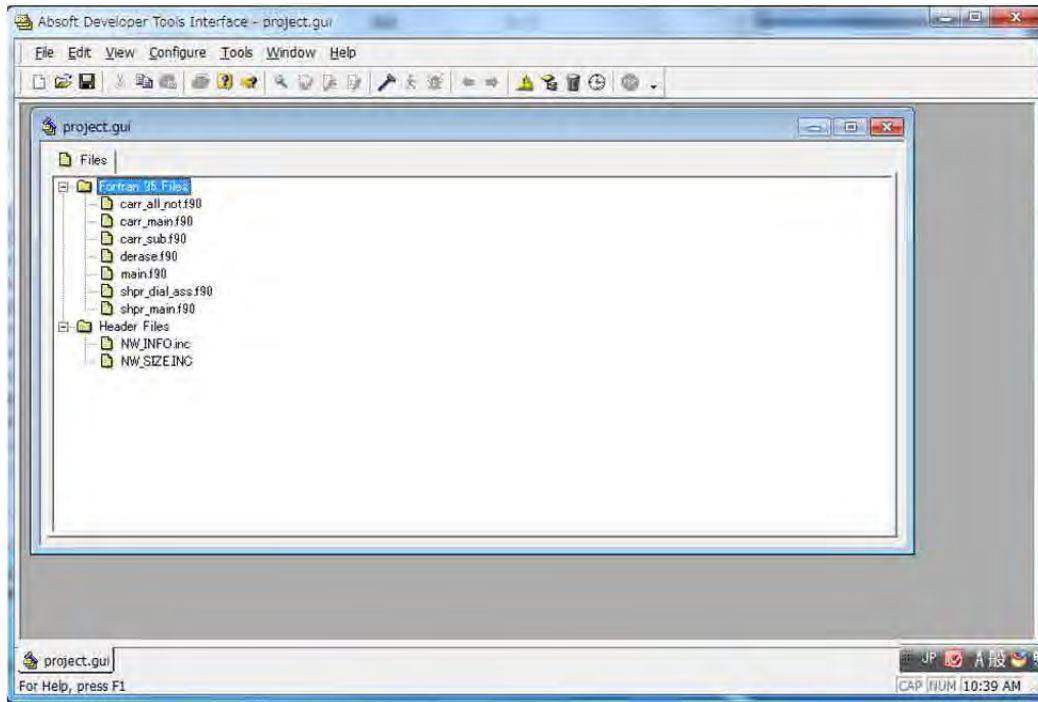 Absoft Developer Tools Interface - project.gui
File Edit View Configure Tools Window Help
project.gui
Files
Fortran 95 Files
carr_all_not.f90
carr_main.f90
carr_sub.f90
derase.f90
main.f90
shpr_dial_ass.f90
shpr_main.f90
Header Files
NW_INFO.inc
NW_SIZE.INC
project.gui
JP A 般
For Help, press F1
CAP NUM 10:39 AM